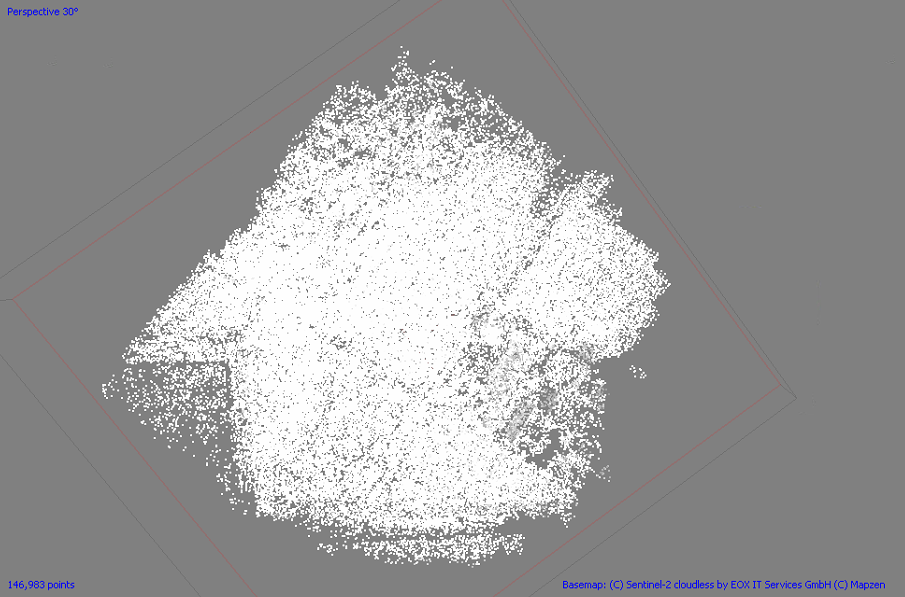 Perspective 30°
146,983 points
Basemap: (C) Sentinel-2 cloudless by EOX IT Services GmbH (C) Mapzen